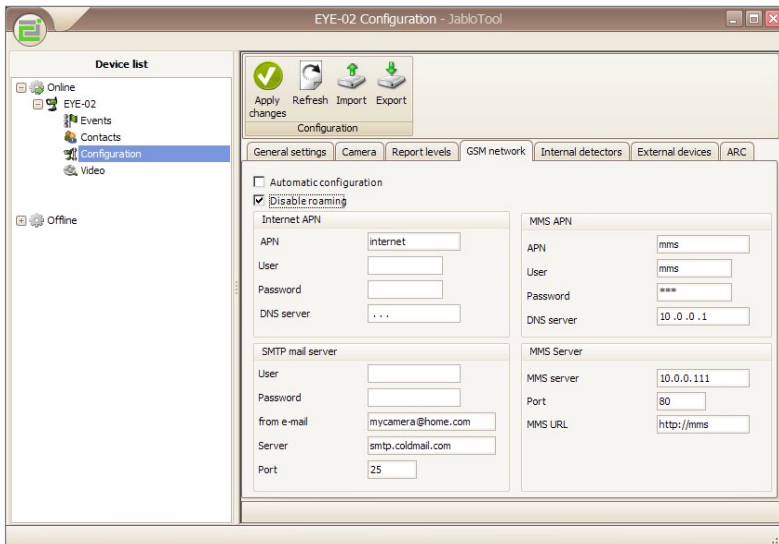 EYE-02 Configuration - JabloTool
Device list
Online
EYE-02
Events
Contacts
Configuration
Video
Offline
Apply changes
Refresh
Import
Export
Configuration
General settings
Camera
Report levels
GSM network
Internal detectors
External devices
ARC
Automatic configuration
Disable roaming
Internet APN
APN internet
User
Password
DNS server . . .
MMS APN
APN mms
User mms
Password ***
DNS server 10 .0 .0 .1
SMTP mail server
User
Password
from e-mail mycamera@home.com
Server smtp.coldmail.com
Port 25
MMS Server
MMS server 10.0.0.111
Port 80
MMS URL http://mms